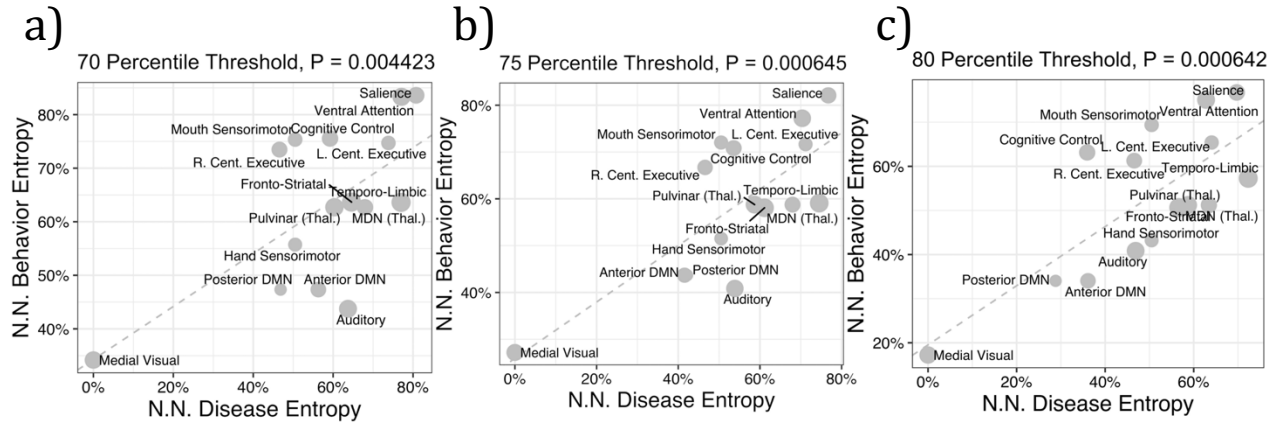 a)
70 Percentile Threshold, P = 0.004423
N.N. Behavior Entropy
80%
70%
60%
50%
40%
Salience
Ventral Attention
Mouth Sensorimotor
Cognitive Control
R. Cent. Executive
L. Cent. Executive
Fronto-Striatal
Temporo-Limbic
Pulvinar (Thal.)
MDN (Thal.)
Hand Sensorimotor
Posterior DMN
Anterior DMN
Auditory
Medial Visual
0% 20% 40% 60% 80%
N.N. Disease Entropy
b)
75 Percentile Threshold, P = 0.000645
N.N. Behavior Entropy
80%
60%
40%
Salience
Ventral Attention
Mouth Sensorimotor
L. Cent. Executive
Cognitive Control
R. Cent. Executive
Pulvinar (Thal.)
Temporo-Limbic
MDN (Thal.)
Fronto-Striatal
Hand Sensorimotor
Anterior DMN
Posterior DMN
Auditory
Medial Visual
0% 20% 40% 60% 80%
N.N. Disease Entropy
c)
80 Percentile Threshold, P = 0.000642
N.N. Behavior Entropy
60%
40%
20%
Salience
Ventral Attention
Mouth Sensorimotor
Cognitive Control
L. Cent. Executive
R. Cent. Executive
Temporo-Limbic
Pulvinar (Thal.)
Fronto-Striatal
MDN (Thal.)
Hand Sensorimotor
Auditory
Posterior DMN
Anterior DMN
Medial Visual
0% 20% 40% 60%
N.N. Disease Entropy